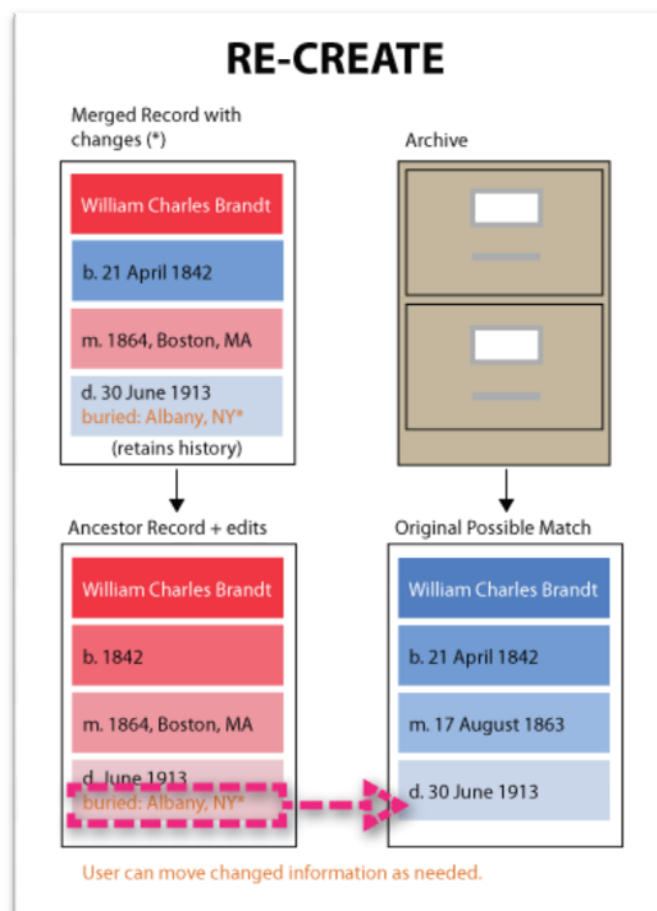 RE-CREATE
Merged Record with
changes (*)
William Charles Brandt
b. 21 April 1842
m. 1864, Boston, MA
d. 30 June 1913
buried: Albany, NY*
(retains history)
Archive
Ancestor Record + edits
William Charles Brandt
b. 1842
m. 1864, Boston, MA
d. June 1913
buried: Albany, NY*
Original Possible Match
William Charles Brandt
b. 21 April 1842
m. 17 August 1863
d. 30 June 1913
User can move changed information as needed.